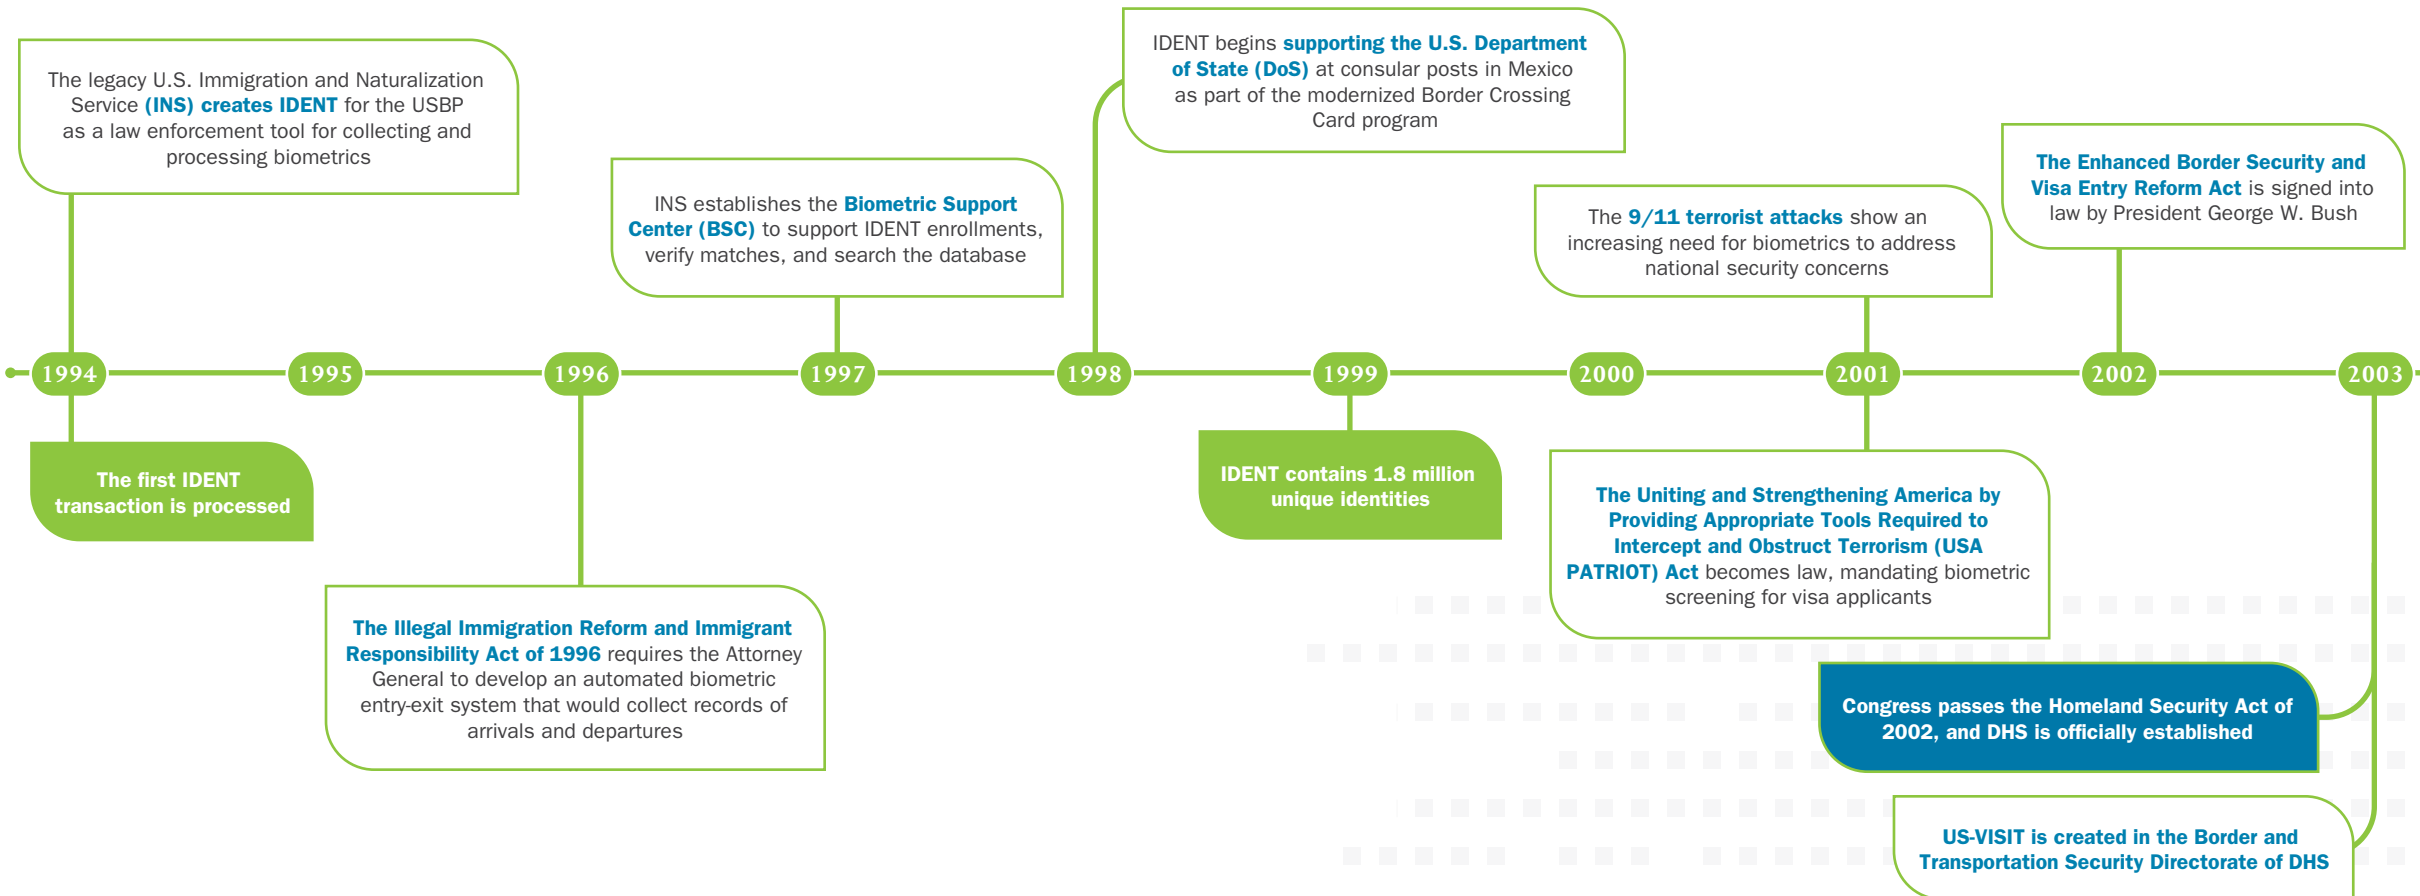 The legacy U.S. Immigration and Naturalization
Service (INS) creates IDENT for the USBP
as a law enforcement tool for collecting and
processing biometrics
INS establishes the Biometric Support
Center (BSC) to support IDENT enrollments,
verify matches, and search the database
IDENT begins supporting the U.S. Department
of State (DoS) at consular posts in Mexico
as part of the modernized Border Crossing
Card program
The 9/11 terrorist attacks show an
increasing need for biometrics to address
national security concerns
The Enhanced Border Security and
Visa Entry Reform Act is signed into
law by President George W. Bush
1994
1995
1996
1997
1998
1999
2000
2001
2002
2003
The first IDENT
transaction is processed
The Illegal Immigration Reform and Immigrant
Responsibility Act of 1996 requires the Attorney
General to develop an automated biometric
entry-exit system that would collect records of
arrivals and departures
IDENT contains 1.8 million
unique identities
The Uniting and Strengthening America by
Providing Appropriate Tools Required to
Intercept and Obstruct Terrorism (USA
PATRIOT) Act becomes law, mandating biometric
screening for visa applicants
Congress passes the Homeland Security Act of
2002, and DHS is officially established
US-VISIT is created in the Border and
Transportation Security Directorate of DHS